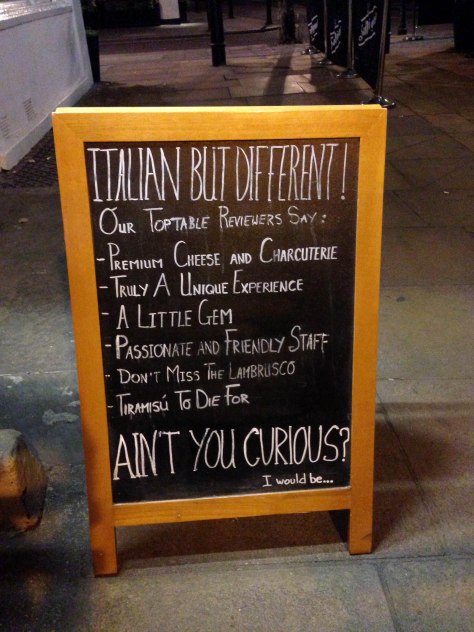 ITALIAN BUT DIFFERENT!
OUR TOPTABLE REVIEWERS SAY:
- PREMIUM CHEESE AND CHARCUTERIE
- TRULY A UNIQUE EXPERIENCE
- A LITTLE GEM
- PASSIONATE AND FRIENDLY STAFF
- DON'T MISS THE LAMBRUSCO
- TIRAMISÚ TO DIE FOR
AIN'T YOU CURIOUS?
I would be...